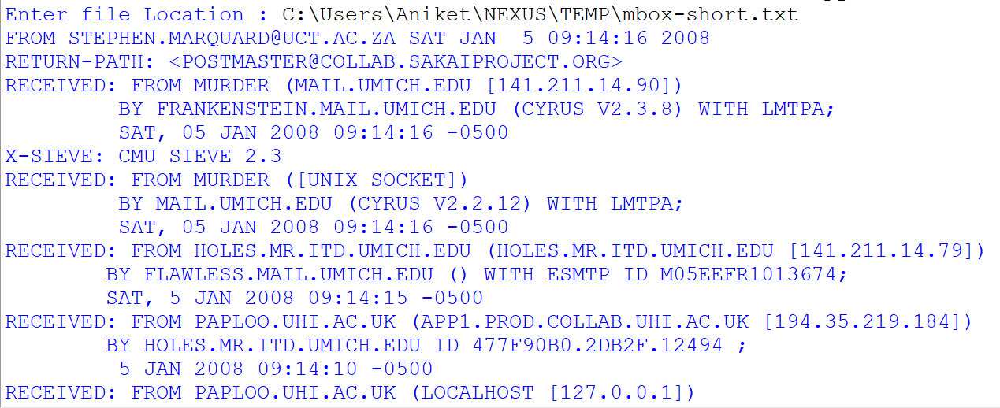 Enter file Location : C:\Users\Aniket\NEXUS\TEMP\mbox-short.txt
FROM STEPHEN.MARQUARD@UCT.AC.ZA SAT JAN  5 09:14:16 2008
RETURN-PATH: <POSTMASTER@COLLAB.SAKAIPROJECT.ORG>
RECEIVED: FROM MURDER (MAIL.UMICH.EDU [141.211.14.90])
         BY FRANKENSTEIN.MAIL.UMICH.EDU (CYRUS V2.3.8) WITH LMTPA;
         SAT, 05 JAN 2008 09:14:16 -0500
X-SIEVE: CMU SIEVE 2.3
RECEIVED: FROM MURDER ([UNIX SOCKET])
         BY MAIL.UMICH.EDU (CYRUS V2.2.12) WITH LMTPA;
         SAT, 05 JAN 2008 09:14:16 -0500
RECEIVED: FROM HOLES.MR.ITD.UMICH.EDU (HOLES.MR.ITD.UMICH.EDU [141.211.14.79])
        BY FLAWLESS.MAIL.UMICH.EDU () WITH ESMTP ID M05EEFR1013674;
        SAT, 5 JAN 2008 09:14:15 -0500
RECEIVED: FROM PAPLOO.UHI.AC.UK (APP1.PROD.COLLAB.UHI.AC.UK [194.35.219.184])
        BY HOLES.MR.ITD.UMICH.EDU ID 477F90B0.2DB2F.12494 ;
         5 JAN 2008 09:14:10 -0500
RECEIVED: FROM PAPLOO.UHI.AC.UK (LOCALHOST [127.0.0.1])